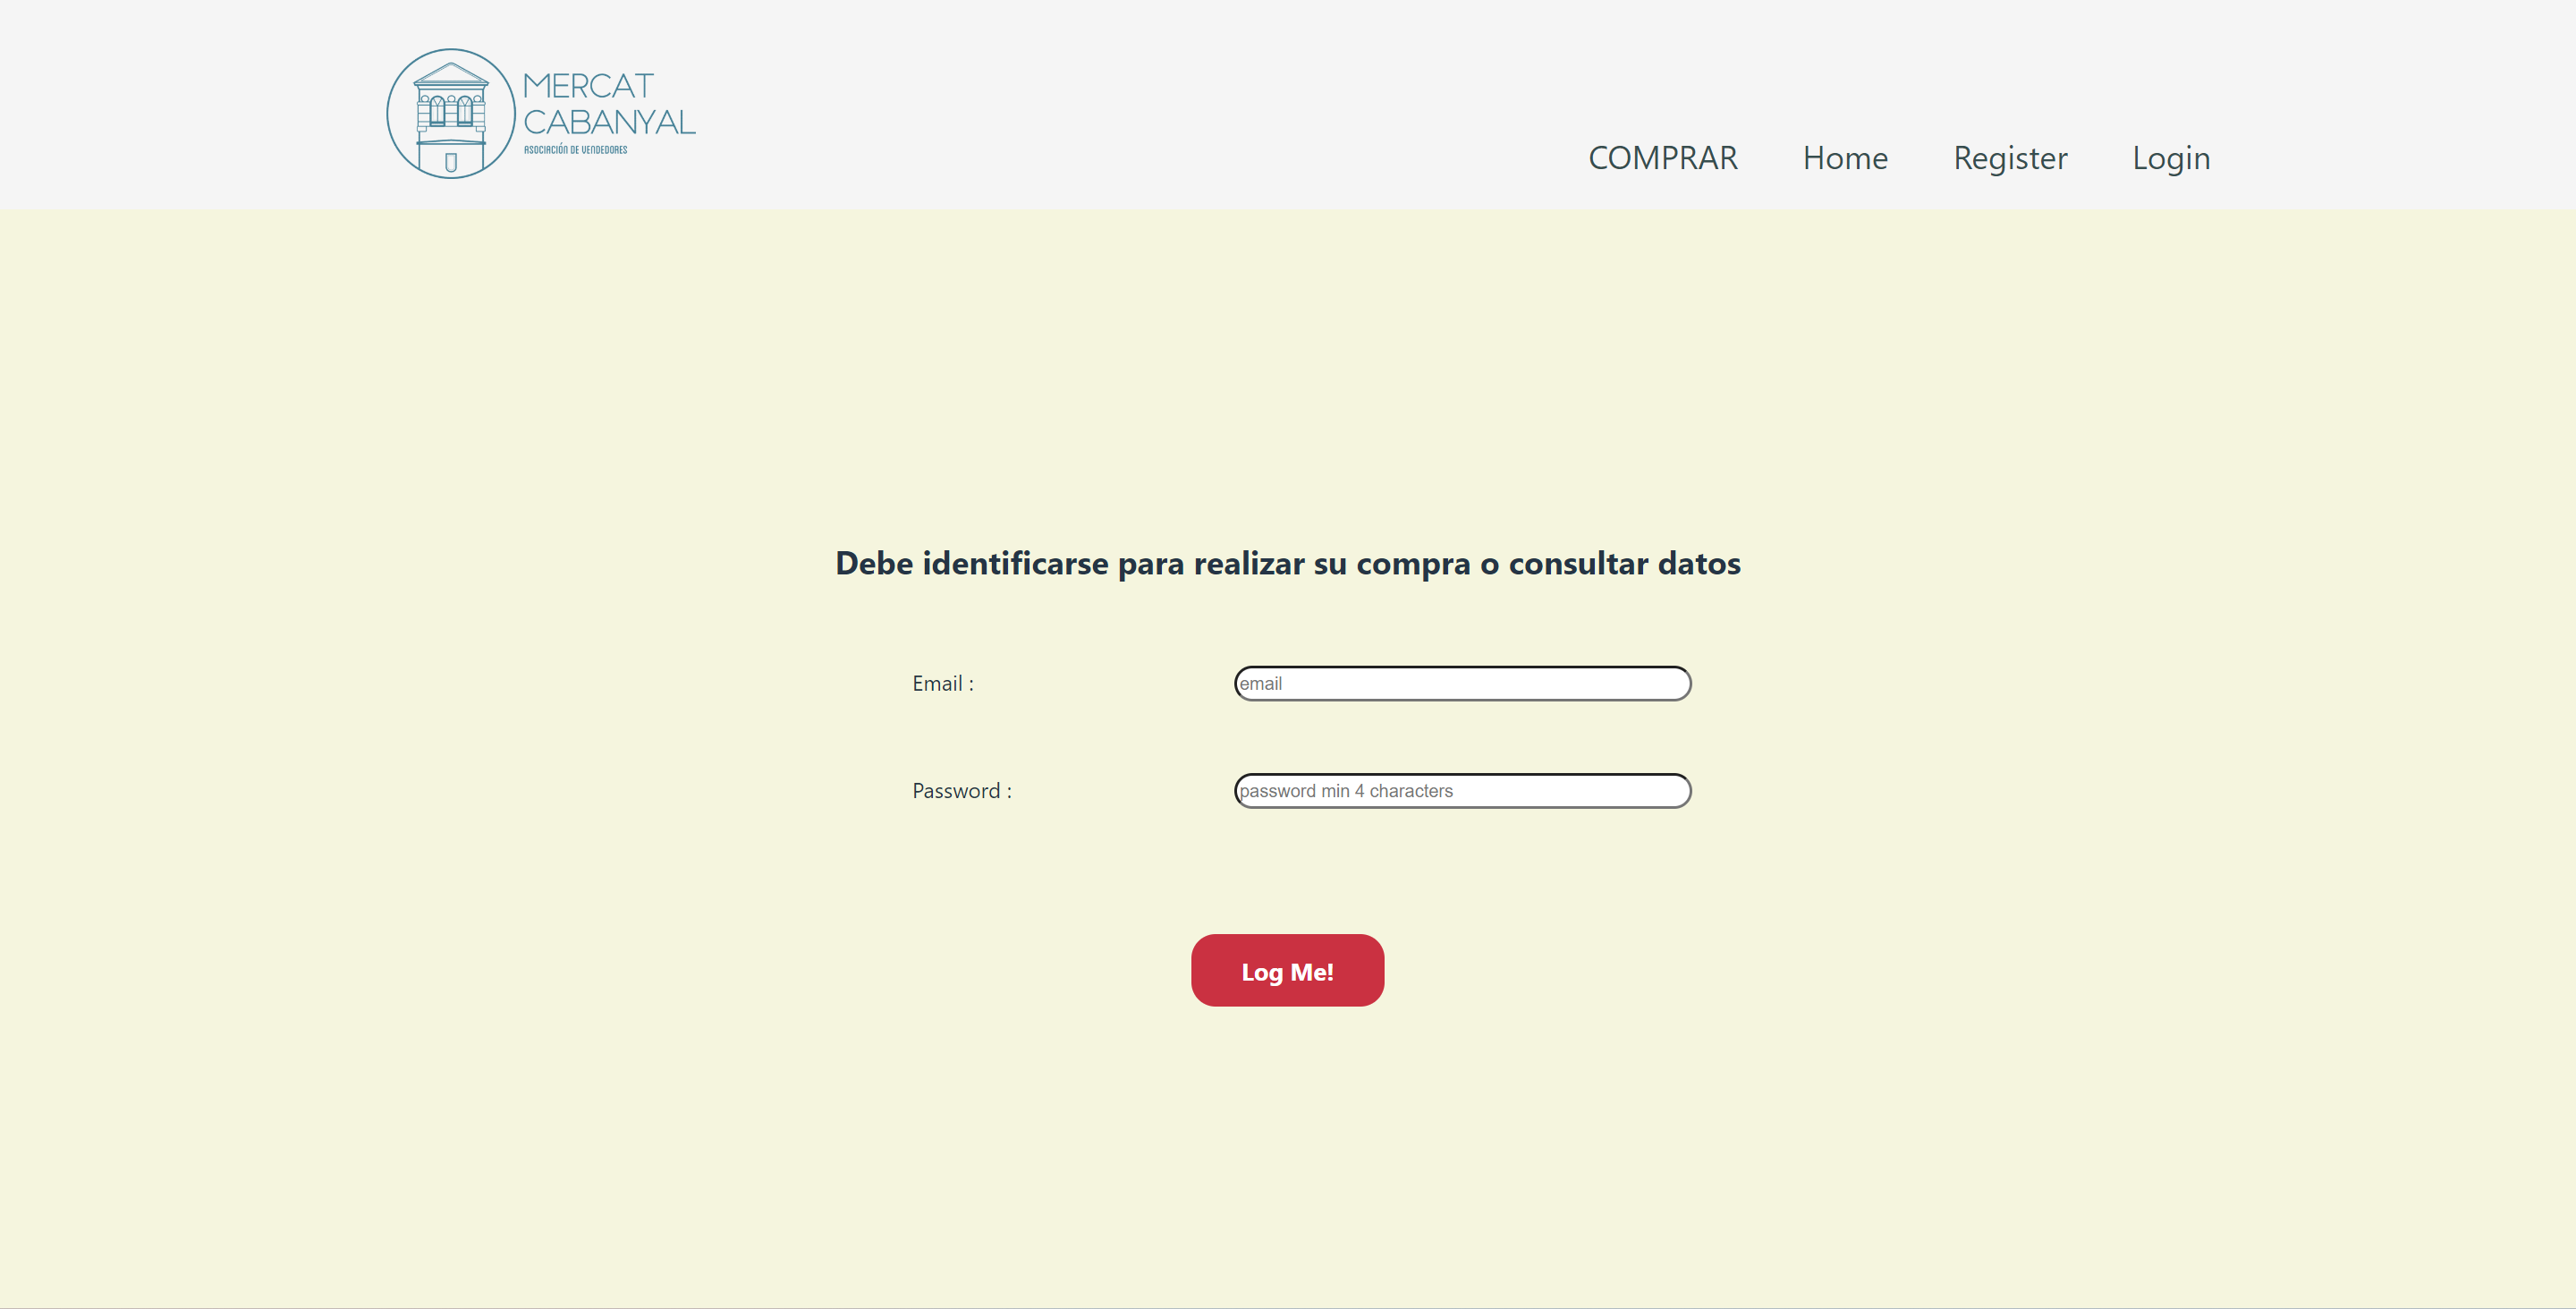 MERCAT
CABANYAL
ASOCIACIÓN DE VENDEDORES
COMPRAR Home Register Login
Debe identificarse para realizar su compra o consultar datos
Email :
email
Password :
password min 4 characters
Log Me!